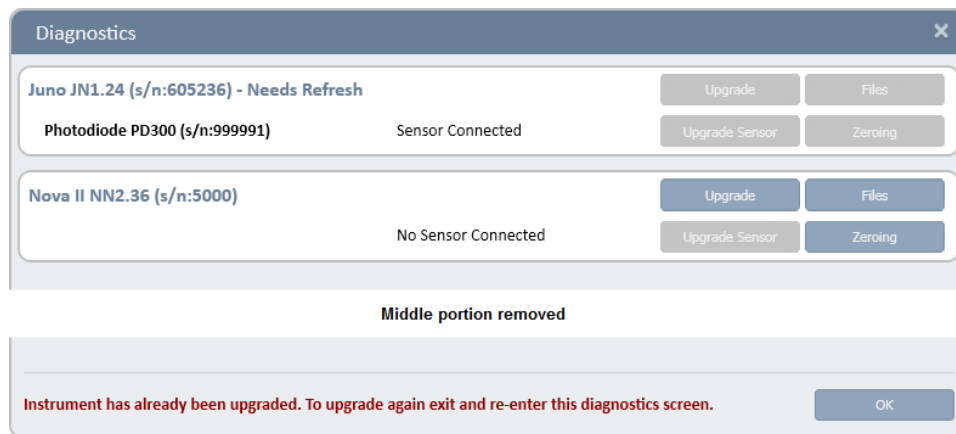 Diagnostics
Juno JN1.24 (s/n:605236) - Needs Refresh
Upgrade
Files
Photodiode PD300 (s/n:999991)
Sensor Connected
Upgrade Sensor
Zeroing
Nova II NN2.36 (s/n:5000)
Upgrade
Files
No Sensor Connected
Upgrade Sensor
Zeroing
Middle portion removed
Instrument has already been upgraded. To upgrade again exit and re-enter this diagnostics screen.
OK